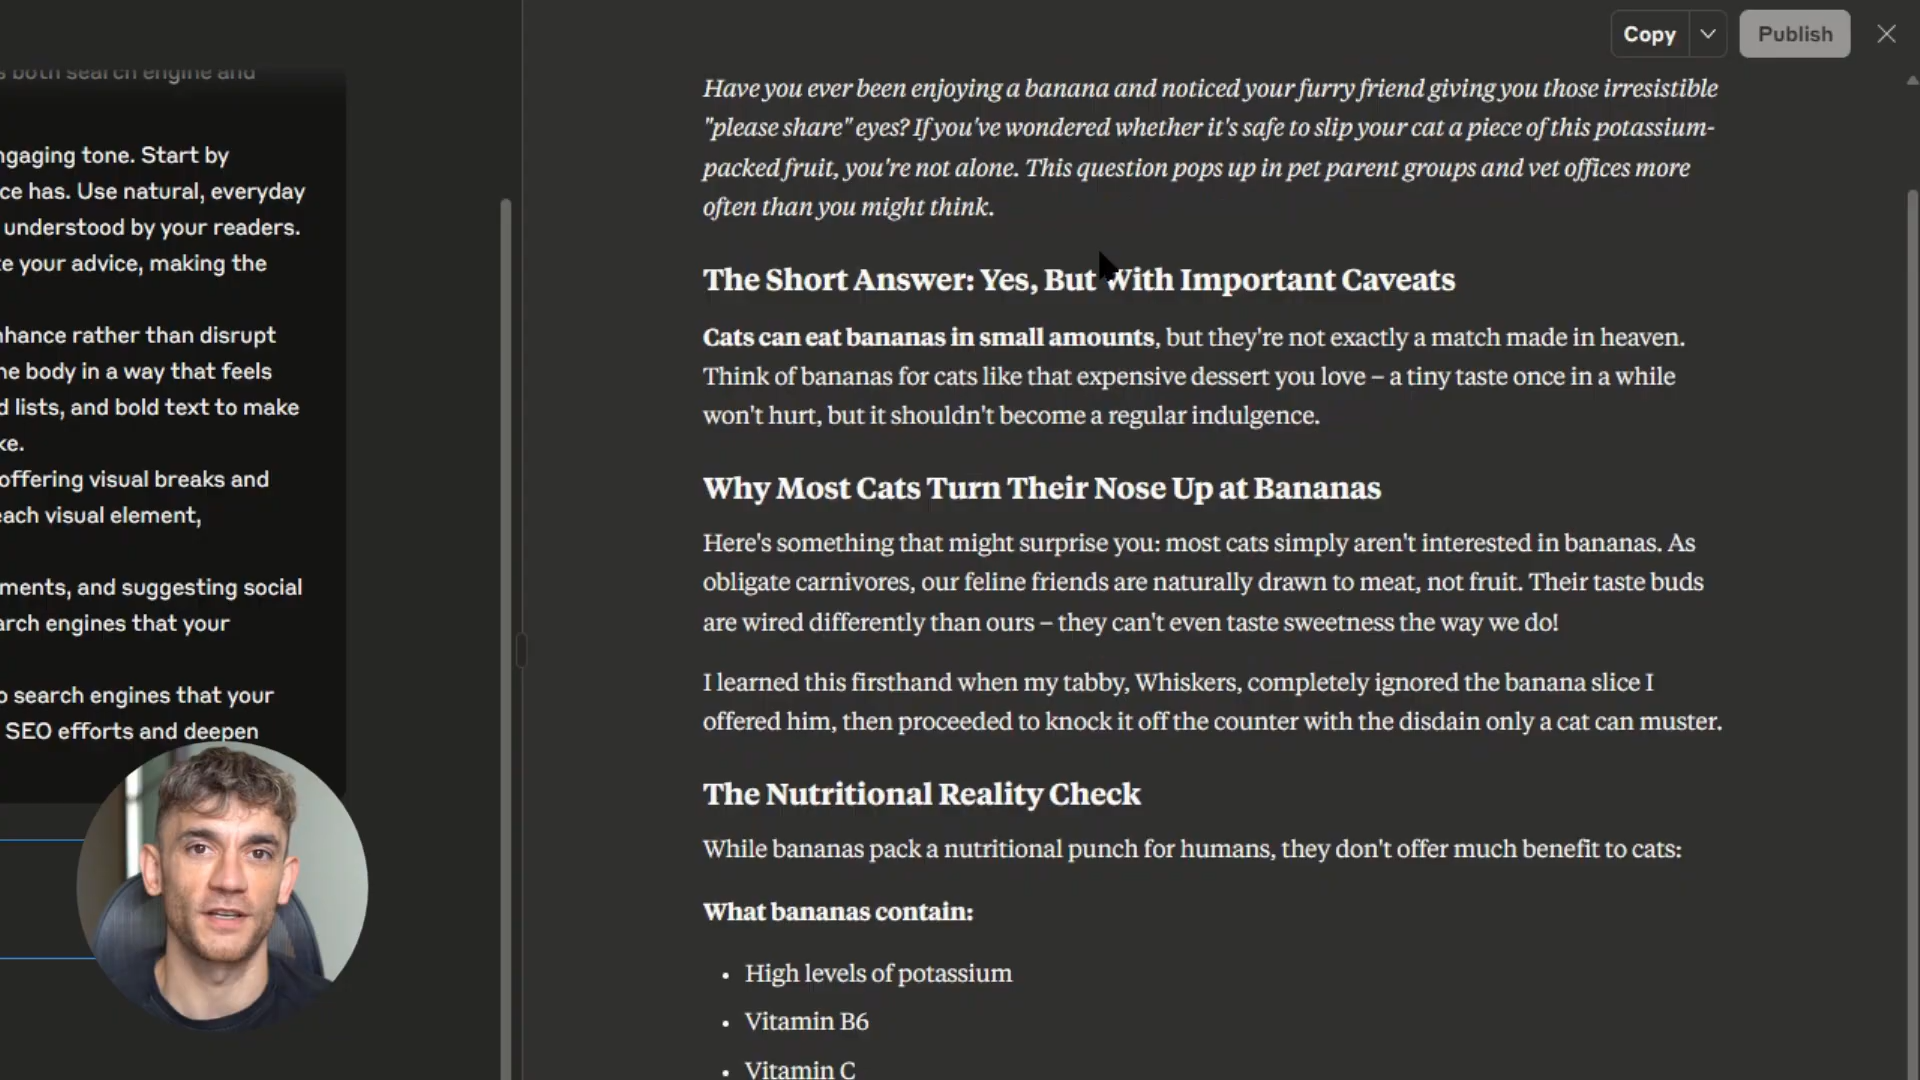 Copy
Publish
s both search engine and
ngaging tone. Start by
ce has. Use natural, everyday
understood by your readers.
te your advice, making the
nhance rather than disrupt
he body in a way that feels
d lists, and bold text to make
ke.
offering visual breaks and
each visual element,
ments, and suggesting social
arch engines that your
o search engines that your
SEO efforts and deepen
Have you ever been enjoying a banana and noticed your furry friend giving you those irresistible
"please share" eyes? If you've wondered whether it's safe to slip your cat a piece of this potassium-
packed fruit, you're not alone. This question pops up in pet parent groups and vet offices more
often than you might think.
The Short Answer: Yes, But With Important Caveats
Cats can eat bananas in small amounts, but they're not exactly a match made in heaven.
Think of bananas for cats like that expensive dessert you love – a tiny taste once in a while
won't hurt, but it shouldn't become a regular indulgence.
Why Most Cats Turn Their Nose Up at Bananas
Here's something that might surprise you: most cats simply aren't interested in bananas. As
obligate carnivores, our feline friends are naturally drawn to meat, not fruit. Their taste buds
are wired differently than ours – they can't even taste sweetness the way we do!
I learned this firsthand when my tabby, Whiskers, completely ignored the banana slice I
offered him, then proceeded to knock it off the counter with the disdain only a cat can muster.
The Nutritional Reality Check
While bananas pack a nutritional punch for humans, they don't offer much benefit to cats:
What bananas contain:
• High levels of potassium
• Vitamin B6
• Vitamin C